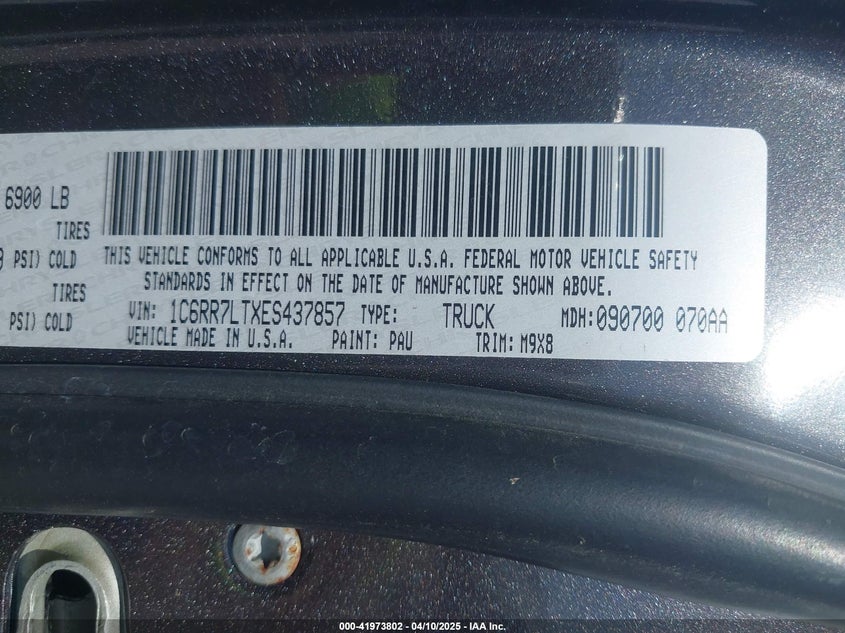 6900 LB
TIRES
PSI) COLD
TIRES
PSI) COLD
THIS VEHICLE CONFORMS TO ALL APPLICABLE U.S.A. FEDERAL MOTOR VEHICLE SAFETY
STANDARDS IN EFFECT ON THE DATE OF MANUFACTURE SHOWN ABOVE.
VIN: 1C6RR7LTXES437857 TYPE: TRUCK MDH: 090700 070AA
VEHICLE MADE IN U.S.A. PAINT: PAU TRIM: M9X8
000-41973802 - 04/10/2025 - IAA Inc.